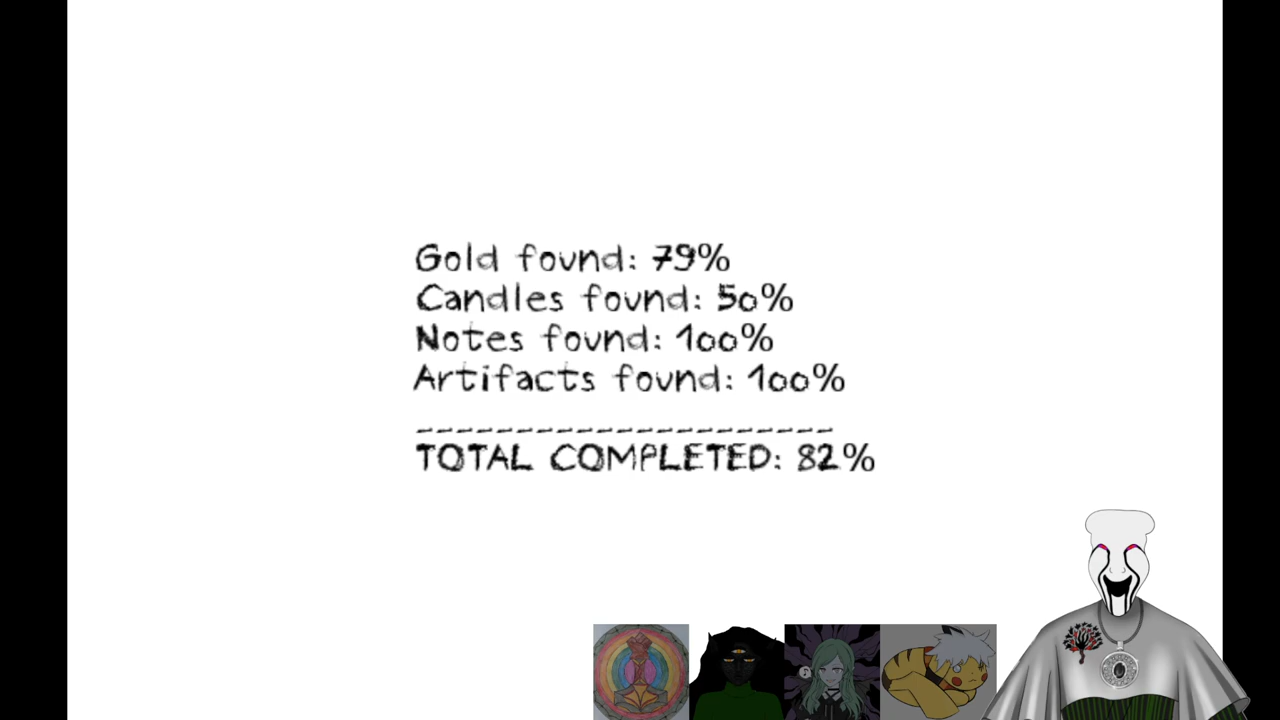 Gold found: 79%
Candles found: 50%
Notes found: 100%
Artifacts found: 100%
_ _ _ _ _ _ _ _ _ _ _ _ _ _ _ _ _ _ _ _ _
TOTAL COMPLETED: 82%